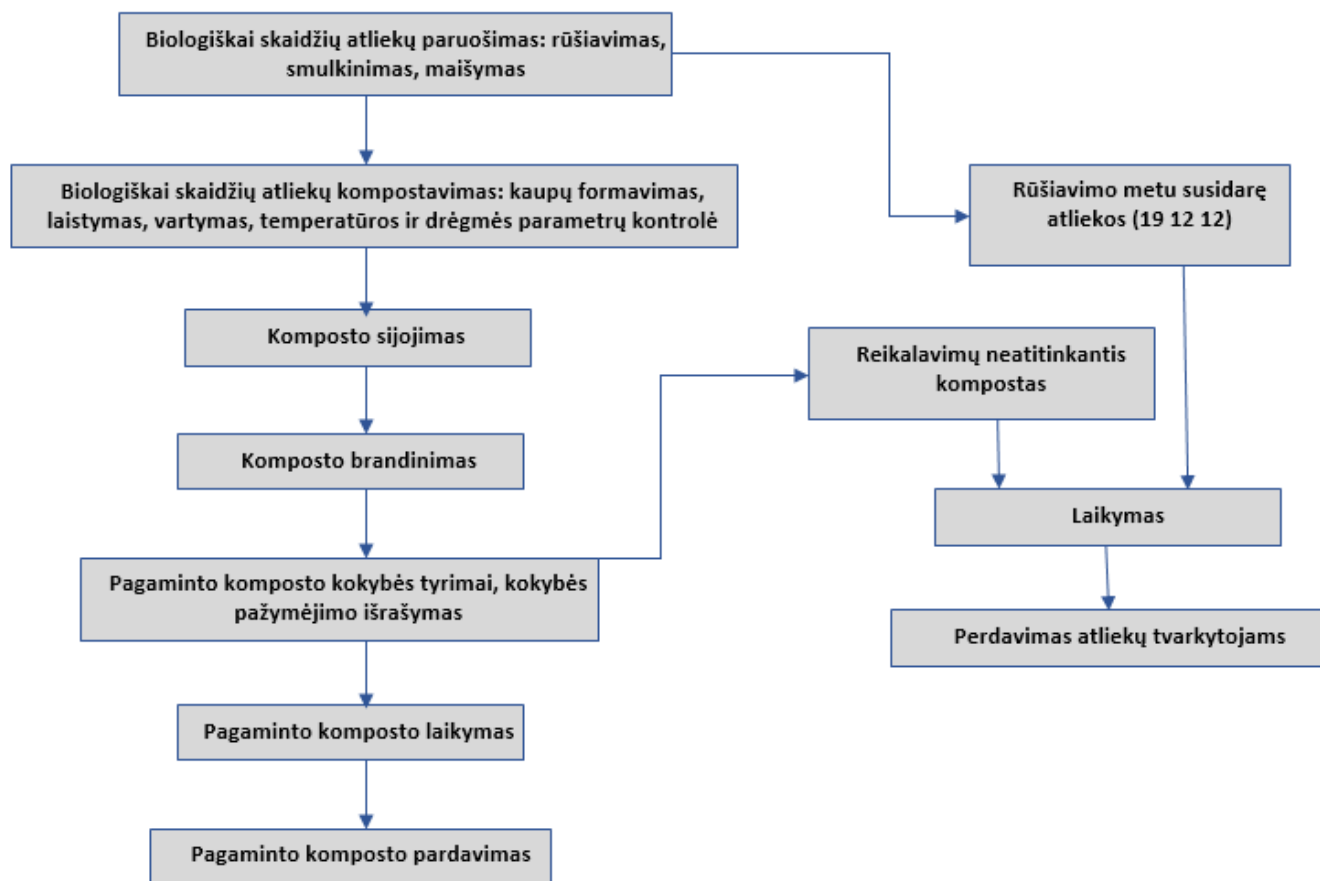 Biologiškai skaidžių atliekų paruošimas: rūšiavimas,
smulkinimas, maišymas
Biologiškai skaidžių atliekų kompostavimas: kaupų formavimas,
laistymas, vartymas, temperatūros ir drėgmės parametrų kontrolė
Rūšiavimo metu susidarę
atliekos (19 12 12)
Komposto sijojimas
Reikalavimų neatitinkantis
kompostas
Komposto brandinimas
Laikymas
Pagaminto komposto kokybės tyrimai, kokybės
pažymėjimo išrašymas
Perdavimas atliekų tvarkytojams
Pagaminto komposto laikymas
Pagaminto komposto pardavimas